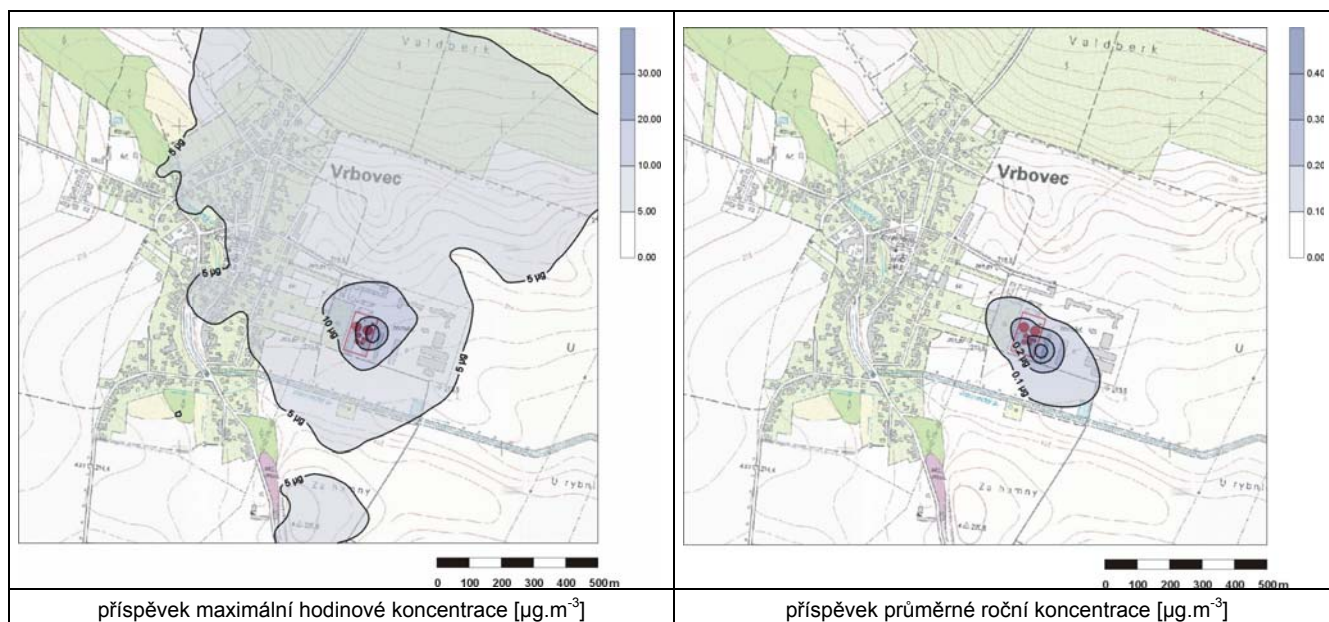 Valdberk
Vrbovec
5 µg
5 µg
5 µg
10 µg
5 µg
5 µg
5 µg
Za humny
U rybní
U
30.00
20.00
10.00
5.00
0.00
0 100 200 300 400 500m
příspěvek maximální hodinové koncentrace [µg.m-3]
Valdberk
Vrbovec
0.2 µg
0.1 µg
Za humny
U rybní
U
0.40
0.30
0.20
0.10
0.00
0 100 200 300 400 500m
příspěvek průměrné roční koncentrace [µg.m-3]